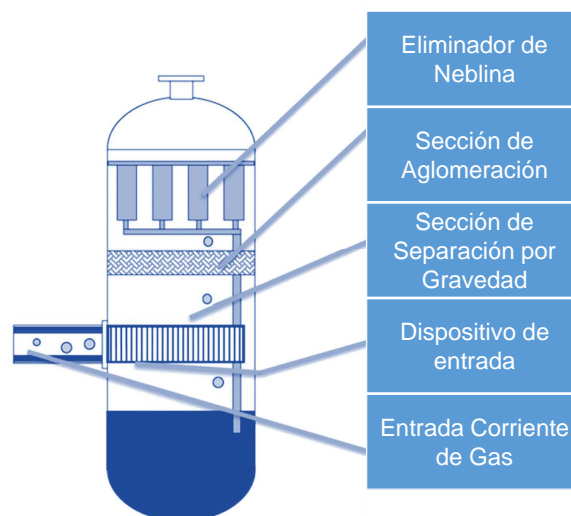 Eliminador de
Neblina
Sección de
Aglomeración
Sección de
Separación por
Gravedad
Dispositivo de
entrada
Entrada Corriente
de Gas